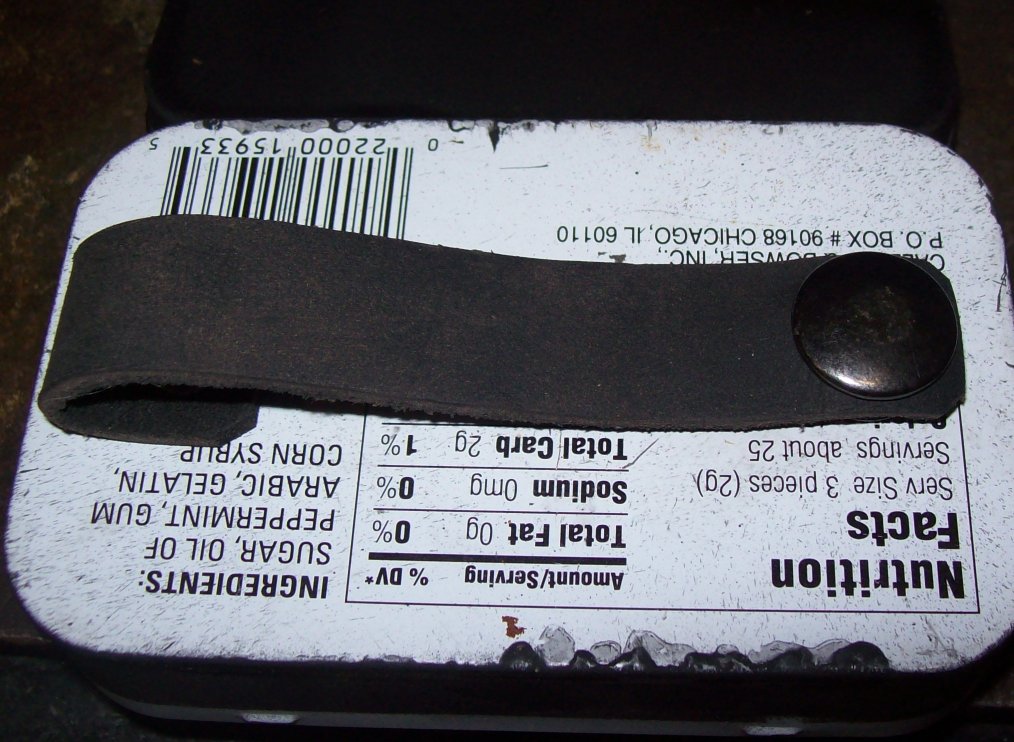 Nutrition
Facts
Serv Size 3 pieces (2g)
Servings about 25
Amount/Serving % DV*
Total Fat 0g 0%
Sodium 0mg 0%
Total Carb 2g 1%
INGREDIENTS:
SUGAR, OIL OF
PEPPERMINT, GUM
ARABIC, GELATIN,
CORN SYRUP
BOWSER, INC.,
P.O. BOX # 90168 CHICAGO, IL 60110
0 22000 15933 5